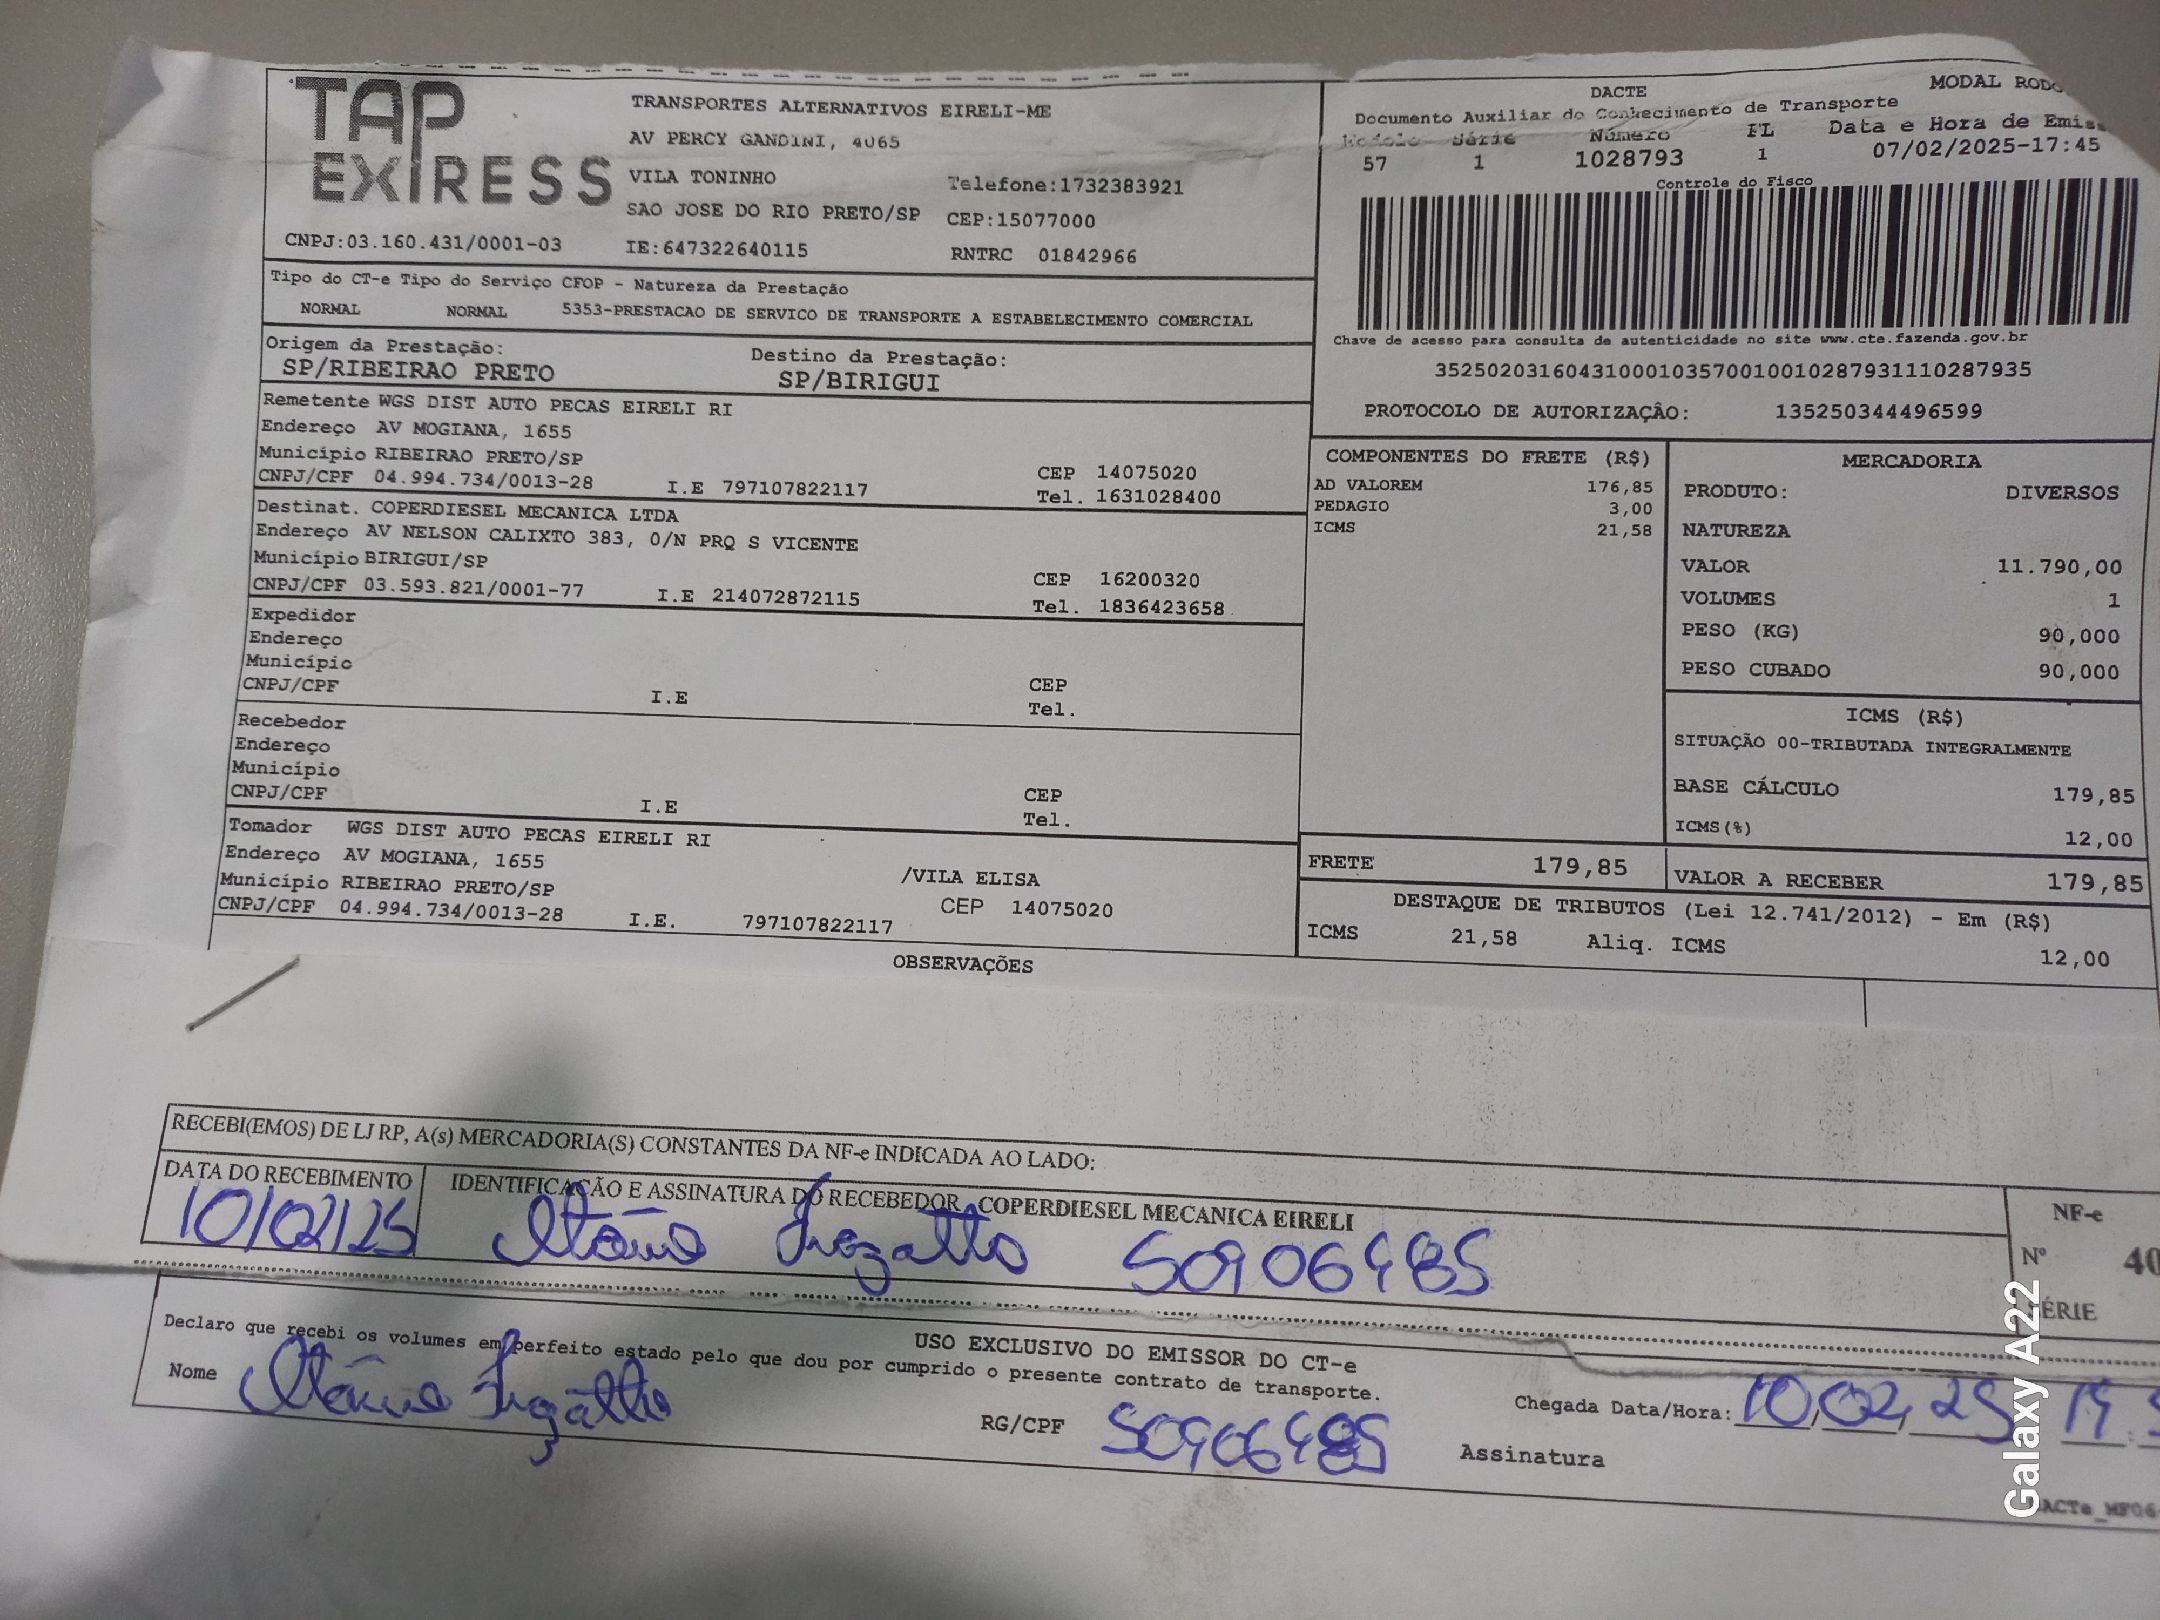 TAP EXPRESS
TRANSPORTES ALTERNATIVOS EIRELI-ME
AV PERCY GANDINI, 4065
VILA TONINHO Telefone:1732383921
SAO JOSE DO RIO PRETO/SP CEP:15077000
CNPJ:03.160.431/0001-03 IE:647322640115 RNTRC 01842966
DACTE MODAL
Documento Auxiliar do Conhecimento de Transporte
Modelo Série Número FL Data e Hora de
57 1 1028793 1 07/02/2025-17:45
Controle do Fisco
Chave de acesso para consulta de autenticidade no site www.cte.fazenda.gov.br
35250203160431000103570010010287931110287935
PROTOCOLO DE AUTORIZAÇÃO: 135250344496599
Tipo do CT-e Tipo do Serviço CFOP - Natureza da Prestação
NORMAL NORMAL 5353-PRESTACAO DE SERVICO DE TRANSPORTE A ESTABELECIMENTO COMERCIAL
Origem da Prestação: Destino da Prestação:
SP/RIBEIRAO PRETO SP/BIRIGUI
Remetente WGS DIST AUTO PECAS EIRELI RI
Endereço AV MOGIANA, 1655
Município RIBEIRAO PRETO/SP CEP 14075020
CNPJ/CPF 04.994.734/0013-28 I.E 797107822117 Tel. 1631028400
Destinat. COPERDIESEL MECANICA LTDA
Endereço AV NELSON CALIXTO 383, 0/N PRQ S VICENTE
Município BIRIGUI/SP CEP 16200320
CNPJ/CPF 03.593.821/0001-77 I.E 214072872115 Tel. 1836423658
Expedidor
Endereço
Município CEP
CNPJ/CPF I.E Tel.
Recebedor
Endereço
Município CEP
CNPJ/CPF I.E Tel.
Tomador WGS DIST AUTO PECAS EIRELI RI
Endereço AV MOGIANA, 1655 /VILA ELISA
Município RIBEIRAO PRETO/SP CEP 14075020
CNPJ/CPF 04.994.734/0013-28 I.E. 797107822117
COMPONENTES DO FRETE (R$)
AD VALOREM 176,85
PEDAGIO 3,00
ICMS 21,58
MERCADORIA
PRODUTO: DIVERSOS
NATUREZA
VALOR 11.790,00
VOLUMES 1
PESO (KG) 90,000
PESO CUBADO 90,000
ICMS (R$)
SITUAÇÃO 00-TRIBUTADA INTEGRALMENTE
BASE CÁLCULO 179,85
ICMS(%) 12,00
FRETE 179,85 VALOR A RECEBER 179,85
DESTAQUE DE TRIBUTOS (Lei 12.741/2012) - Em (R$)
ICMS 21,58 Aliq. ICMS 12,00
OBSERVAÇÕES
RECEBI(EMOS) DE LJ RP, A(s) MERCADORIA(S) CONSTANTES DA NF-e INDICADA AO LADO:
DATA DO RECEBIMENTO IDENTIFICAÇÃO E ASSINATURA DO RECEBEDOR COPERDIESEL MECANICA EIRELI NF-e
10/02/25 50906485 Nº 40
SÉRIE
USO EXCLUSIVO DO EMISSOR DO CT-e
Declaro que recebi os volumes em perfeito estado pelo que dou por cumprido o presente contrato de transporte.
Nome RG/CPF 50906485 Chegada Data/Hora: 10,02,25
Assinatura
Galaxy A22